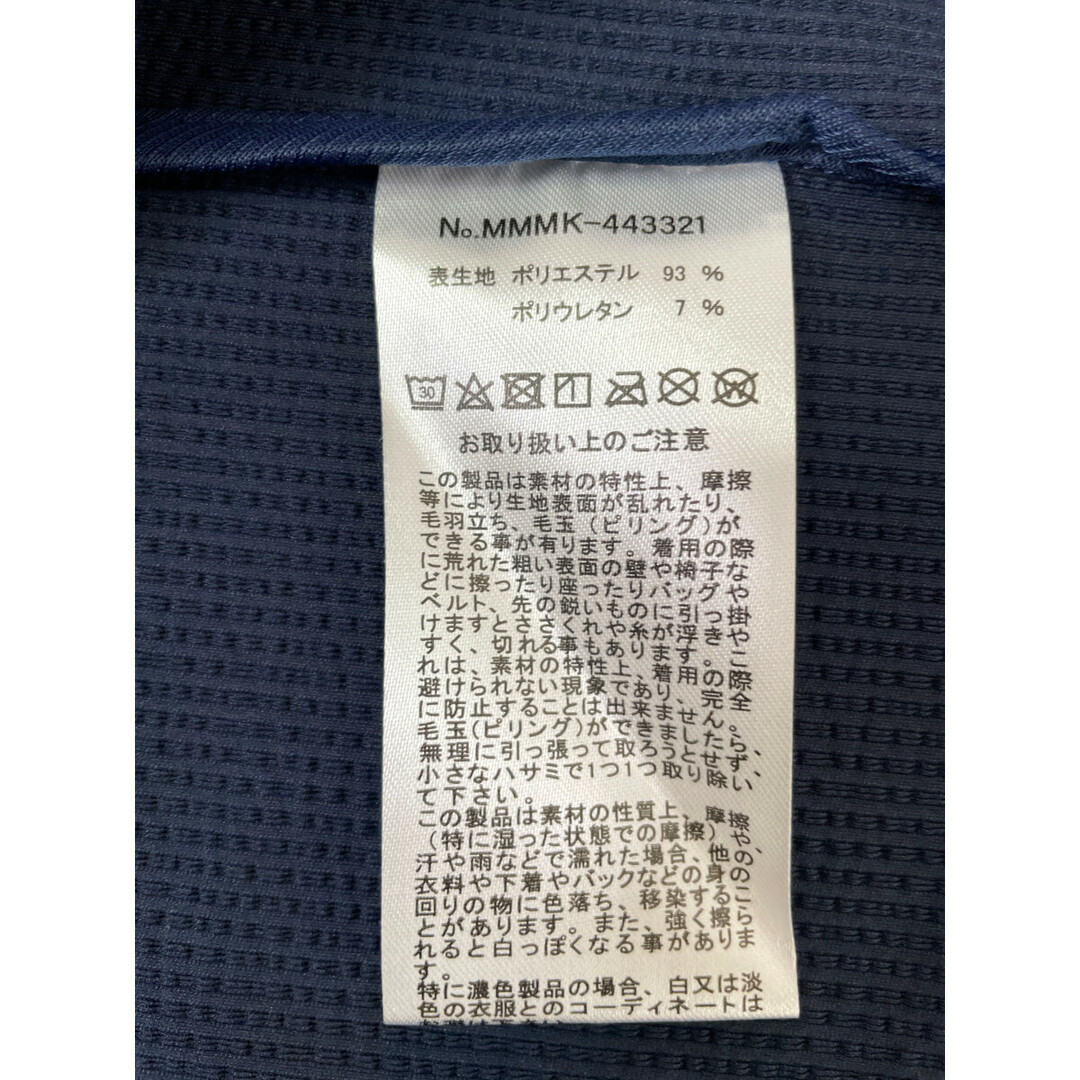 No.MMMK-443321
表生地 ポリエステル 93 %
ポリウレタン 7 %
30
お取り扱い上のご注意
この製品は素材の特性上、摩擦
等により生地表面が乱れたり、
毛羽立ち、毛玉(ピリング)が
できる事が有ります。着用の際
に荒れた粗い表面の壁や椅子な
どに擦ったり座ったりバッグや
ベルト、先の鋭いものに引っ掛
けますとささくれや糸が浮きや
すく、切れる事もあります。こ
れは、素材の特性上、着用の際
避けられない現象であり、完全
に防止することは出来ません。
毛玉(ピリング)ができましたら、
無理に引っ張って取ろうとせず、
小さなハサミで1つ1つ取り除い
て下さい。
この製品は素材の性質上、摩擦
(特に湿った状態での摩擦)や、
汗や雨などで濡れた場合、他の
衣料や下着やバックなどの身の
回りの物に色落ち、移染するこ
とがあります。また、強く擦ら
れると白っぽくなる事がありま
す。
特に濃色製品の場合、白又は淡
色の衣服とのコーディネートは